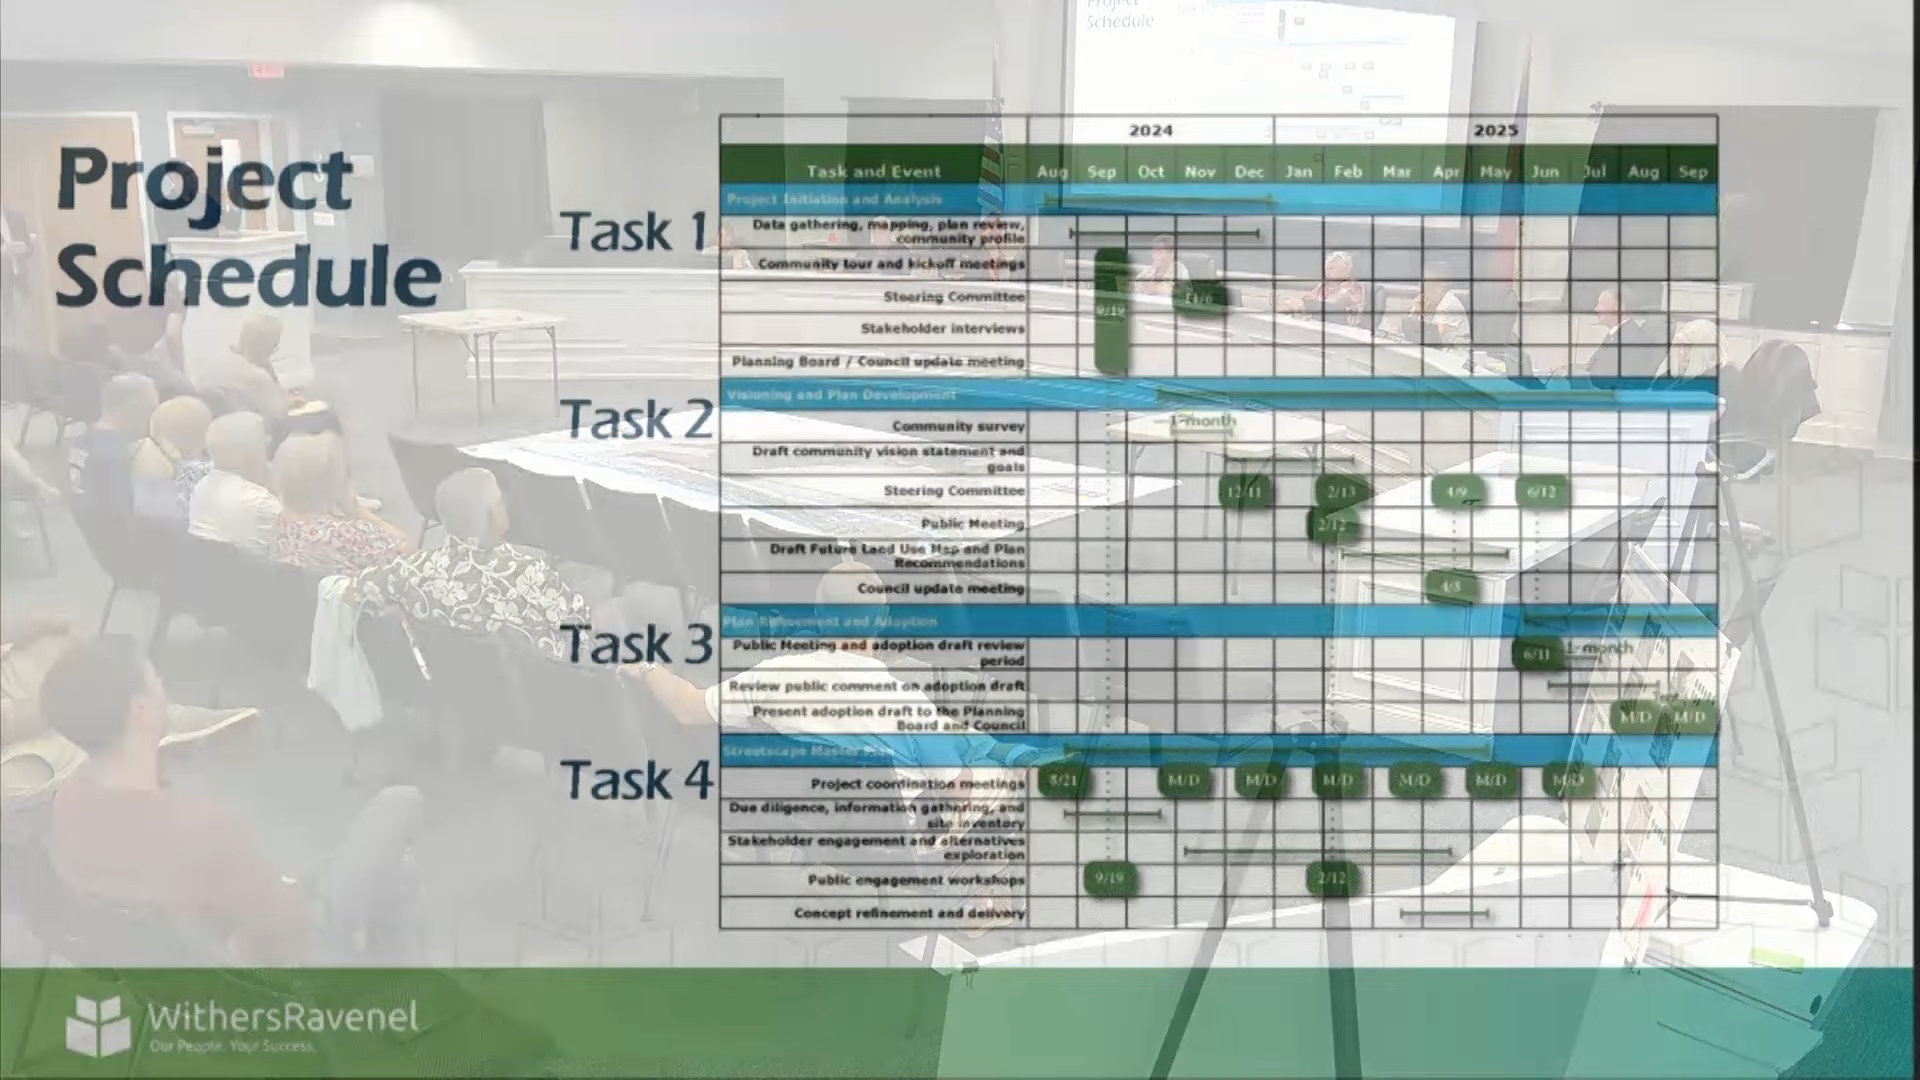 Project
Schedule
Project
Schedule
2024 2025
Task and Event Aug Sep Oct Nov Dec Jan Feb Mar Apr May Jun Jul Aug Sep
Task 1
Project Initiation and Analysis
Data gathering, mapping, plan review,
community profile
Community tour and kickoff meetings
Steering Committee 9/19 11/6
Stakeholder interviews
Planning Board / Council update meeting
Task 2
Visioning and Plan Development
Community survey 1-month
Draft community vision statement and
goals
Steering Committee 12/11 2/13 4/9 6/12
Public Meeting 2/12
Draft Future Land Use Map and Plan
Recommendations
Council update meeting 4/8
Task 3
Plan Refinement and Adoption
Public Meeting and adoption draft review
period 6/11 1-month
Review public comment on adoption draft
Present adoption draft to the Planning
Board and Council M/D M/D
Task 4
Streetscape Master Plan
Project coordination meetings 8/21 M/D M/D M/D M/D M/D M/D
Due diligence, information gathering, and
site inventory
Stakeholder engagement and alternatives
exploration
Public engagement workshops 9/19 2/12
Concept refinement and delivery
WithersRavenel
Our People. Your Success.